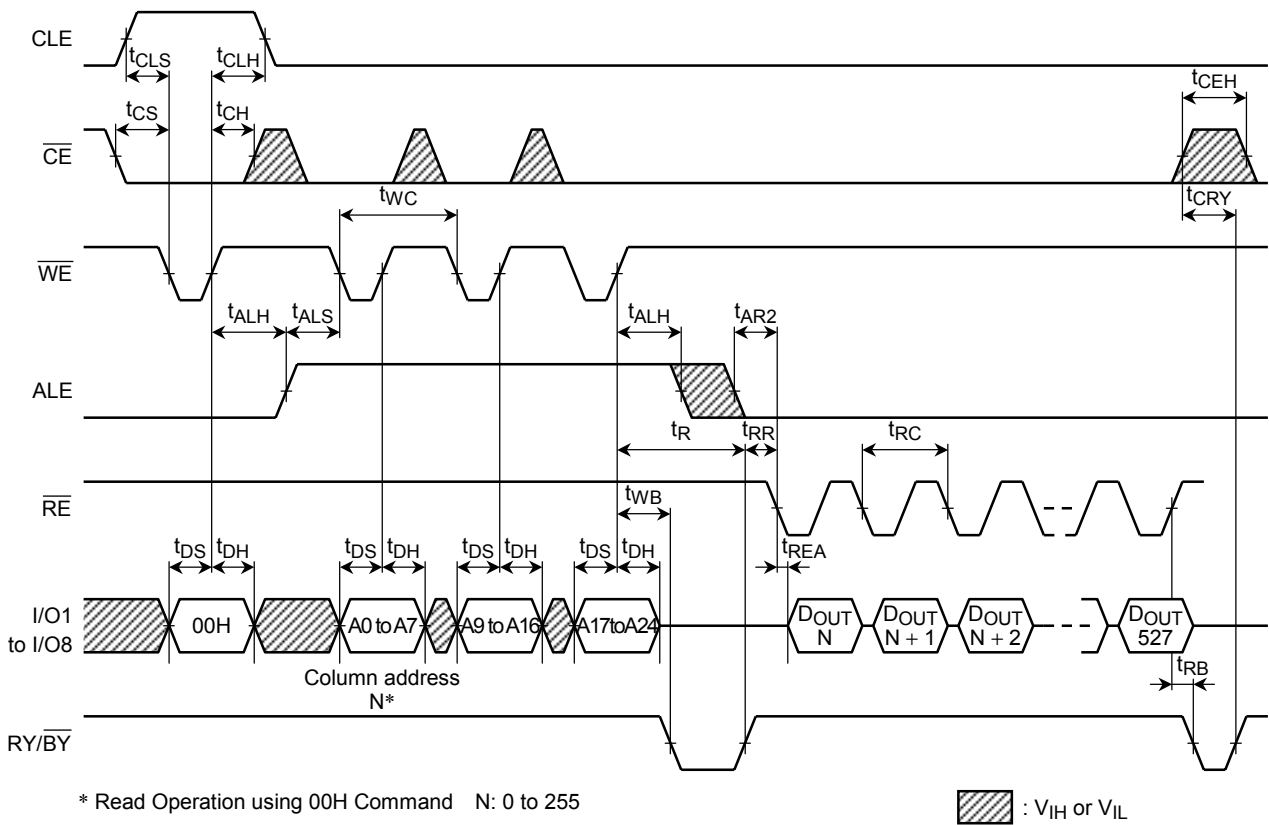 CLE
tCLS
tCLH
tCEH
tCS
tCH
CE
tWC
tCRY
WE
tALH
tALS
tALH
tAR2
ALE
tR
tRR
tRC
RE
tWB
tREA
tDS
tDH
tDS
tDH
tDS
tDH
tDS
tDH
I/O1
to I/O8
00H
A0 to A7
A9 to A16
A17 to A24
DOUT
N
DOUT
N + 1
DOUT
N + 2
DOUT
527
Column address
N*
tRB
RY/BY
* Read Operation using 00H Command N: 0 to 255
: VIH or VIL